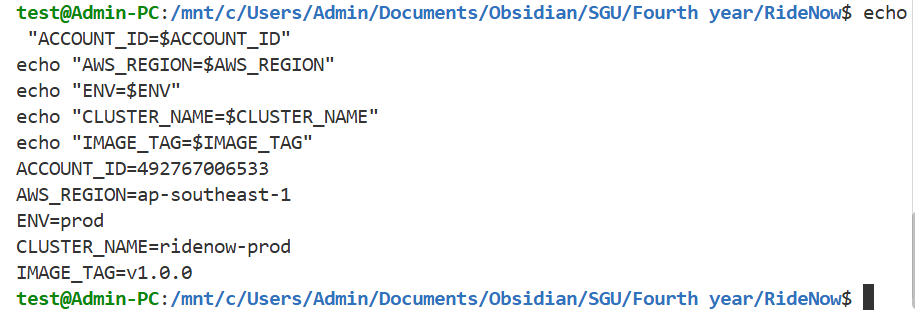 test@Admin-PC:/mnt/c/Users/Admin/Documents/Obsidian/SGU/Fourth year/RideNow$ echo
 "ACCOUNT_ID=$ACCOUNT_ID"
echo "AWS_REGION=$AWS_REGION"
echo "ENV=$ENV"
echo "CLUSTER_NAME=$CLUSTER_NAME"
echo "IMAGE_TAG=$IMAGE_TAG"
ACCOUNT_ID=492767006533
AWS_REGION=ap-southeast-1
ENV=prod
CLUSTER_NAME=ridenow-prod
IMAGE_TAG=v1.0.0
test@Admin-PC:/mnt/c/Users/Admin/Documents/Obsidian/SGU/Fourth year/RideNow$